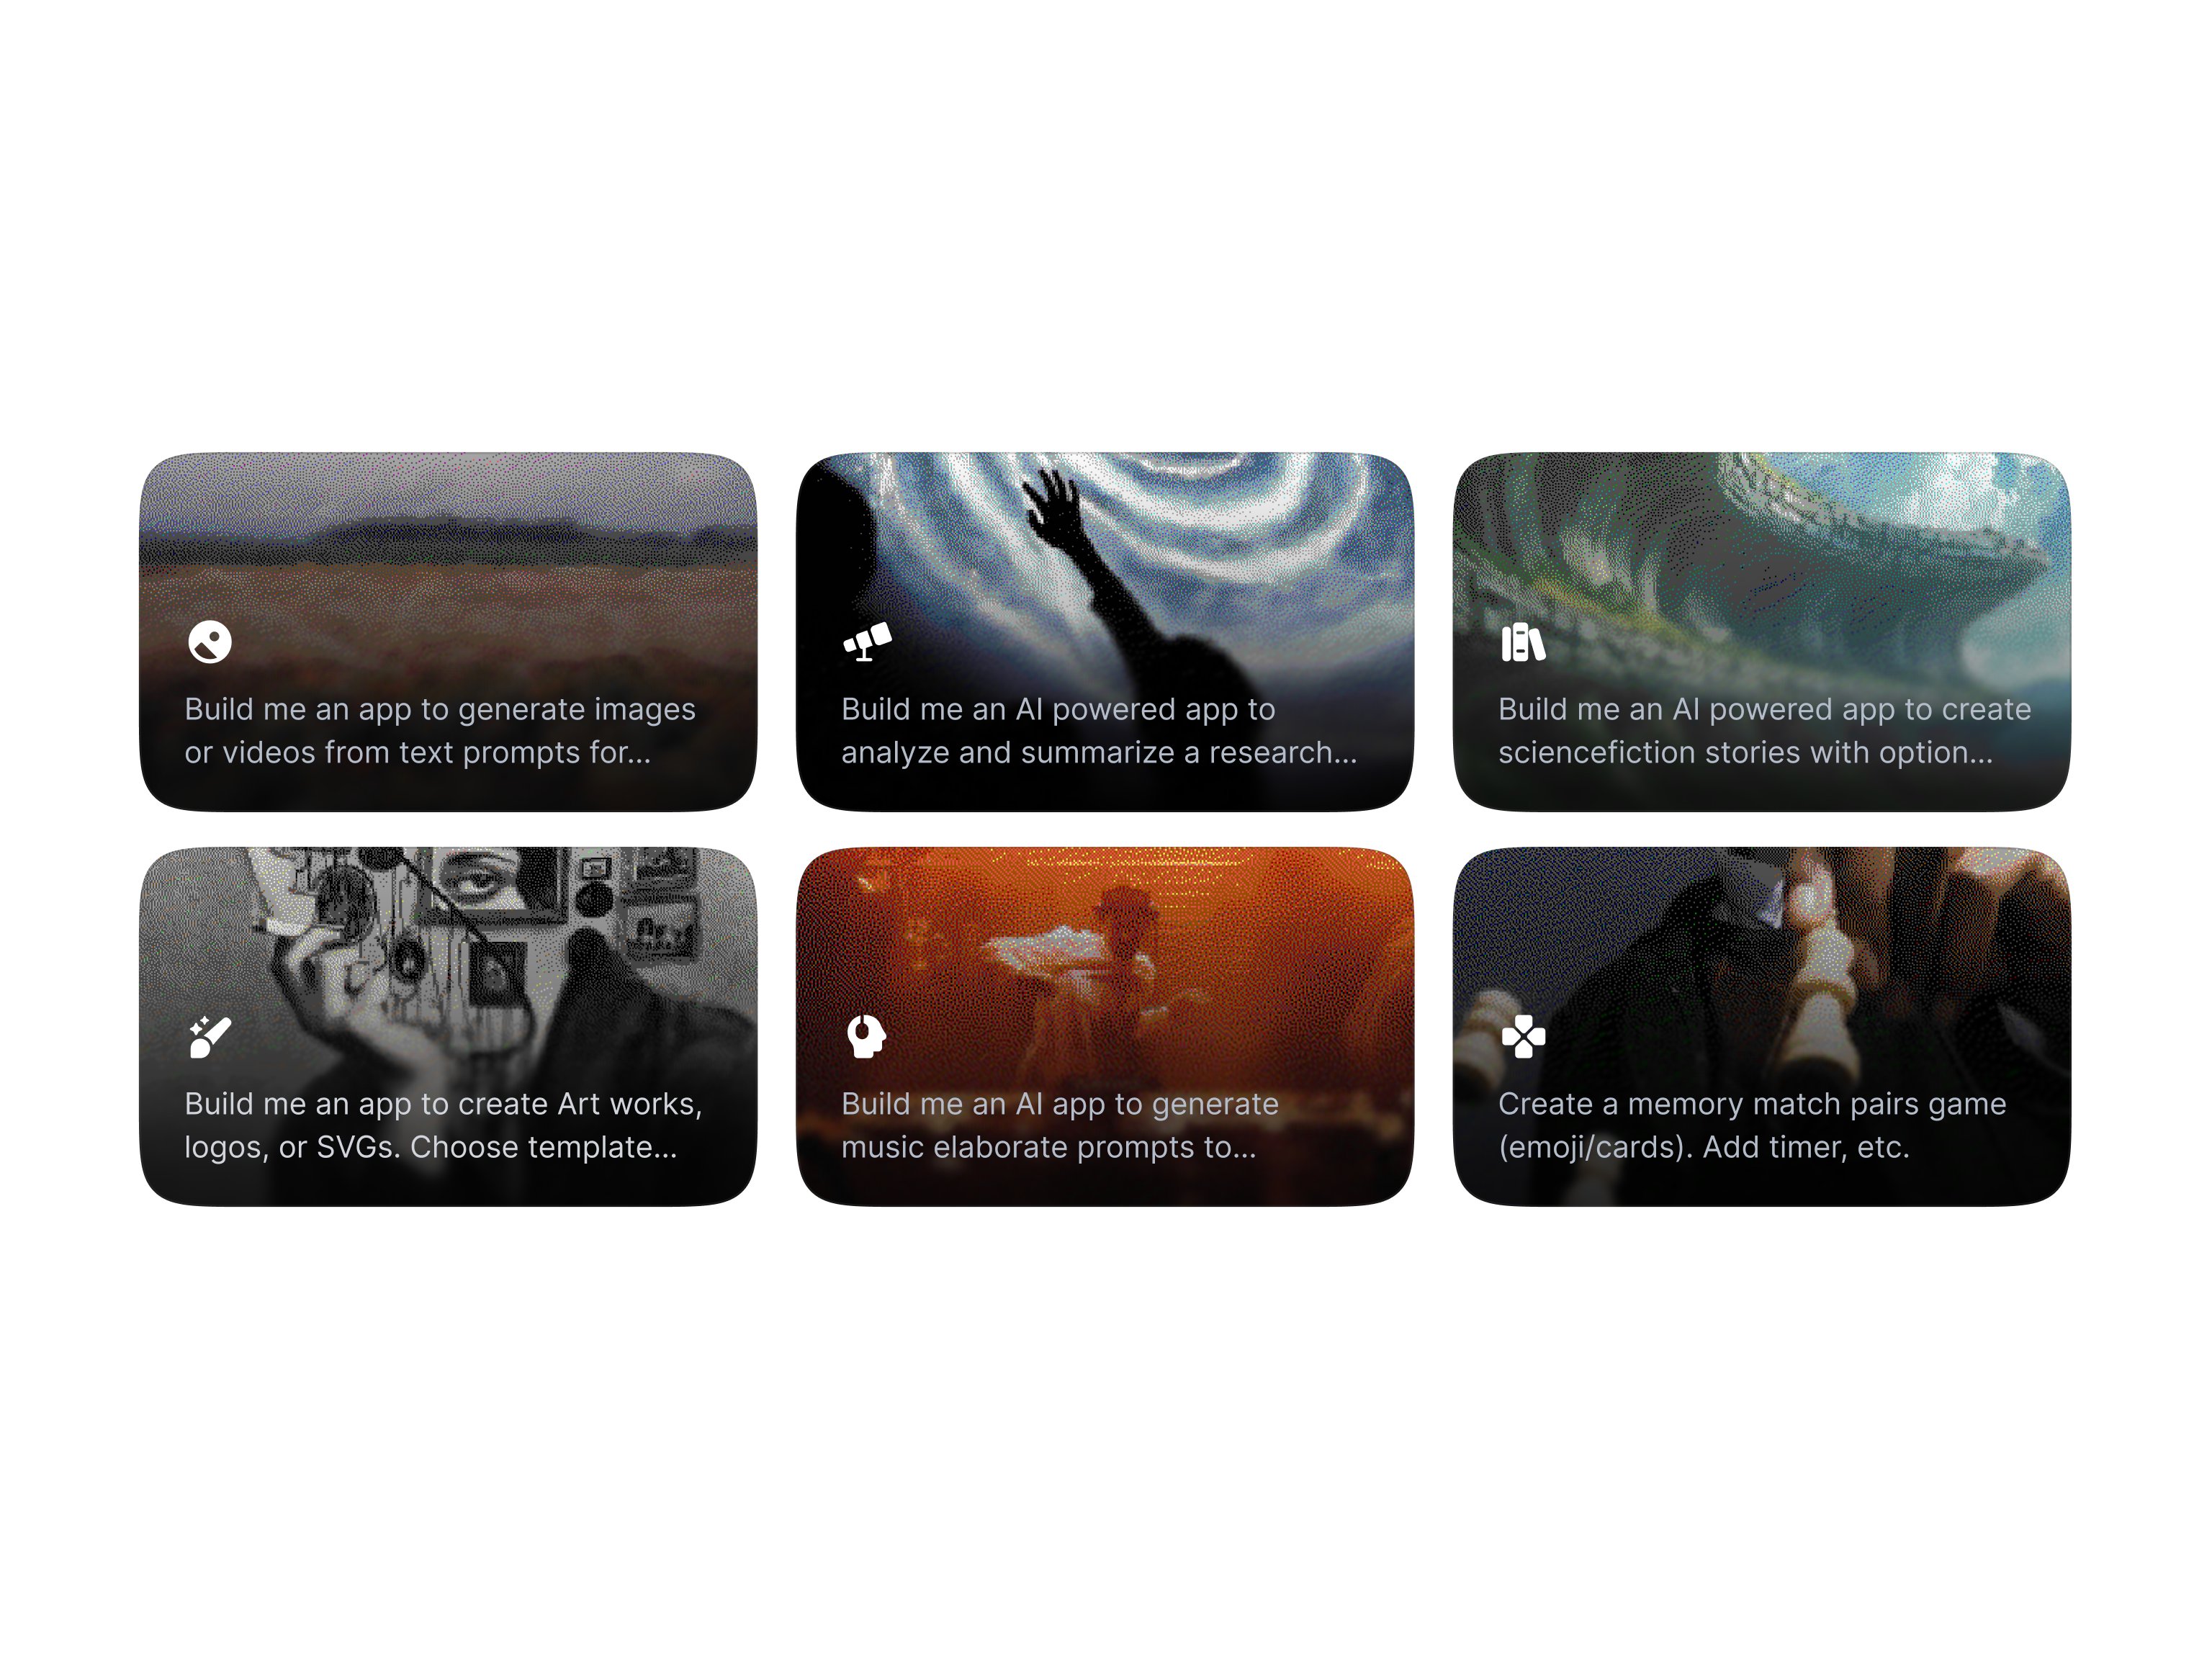 Build me an app to generate images
or videos from text prompts for...
Build me an AI powered app to
analyze and summarize a research...
Build me an AI powered app to create
sciencefiction stories with option...
Build me an app to create Art works,
logos, or SVGs. Choose template...
Build me an AI app to generate
music elaborate prompts to...
Create a memory match pairs game
(emoji/cards). Add timer, etc.